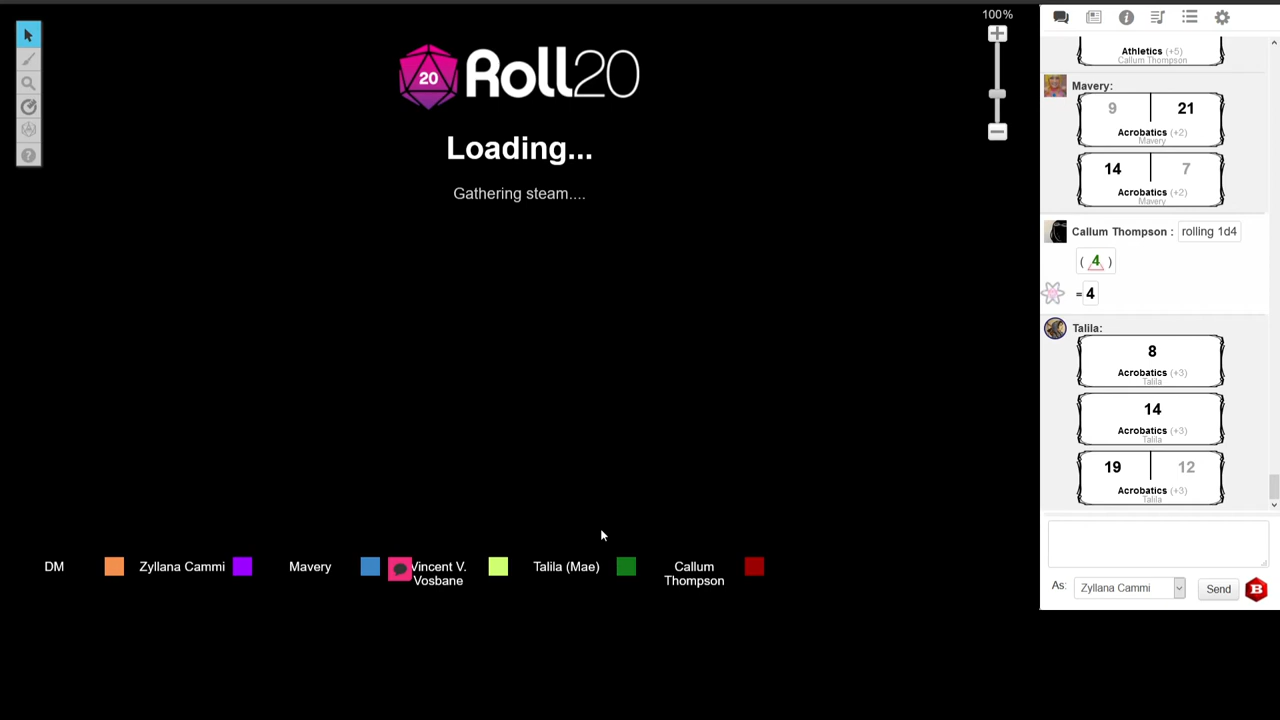 100%
20 Roll20
Loading...
Gathering steam....
Athletics (+5)
Callum Thompson
Mavery:
9 21
Acrobatics (+2)
Mavery
14 7
Acrobatics (+2)
Mavery
Callum Thompson : rolling 1d4
( 4 )
= 4
Talila:
8
Acrobatics (+3)
Talila
14
Acrobatics (+3)
Talila
19 12
Acrobatics (+3)
Talila
DM
Zyllana Cammi
Mavery
Vincent V.
Vosbane
Talila (Mae)
Callum
Thompson
As: Zyllana Cammi Send B